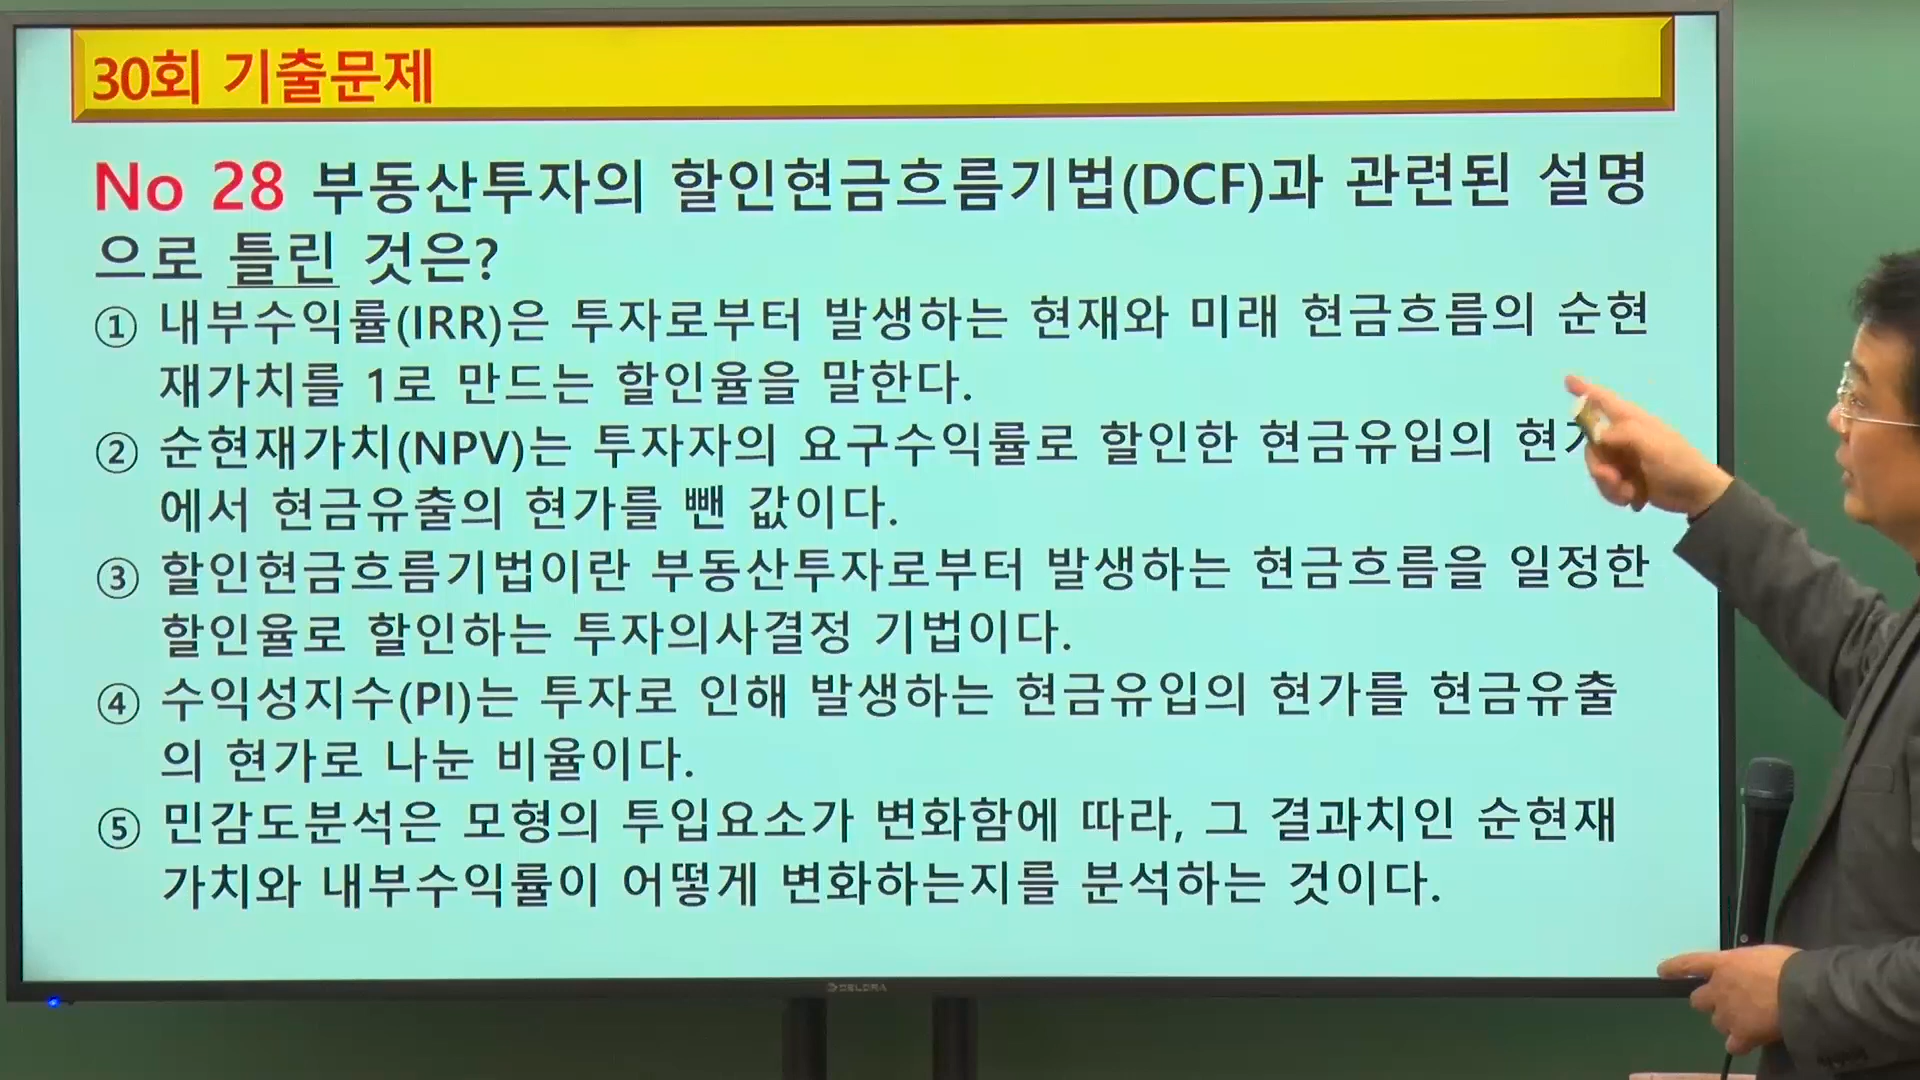 30회 기출문제
No 28 부동산투자의 할인현금흐름기법(DCF)과 관련된 설명
으로 틀린 것은?
① 내부수익률(IRR)은 투자로부터 발생하는 현재와 미래 현금흐름의 순현
재가치를 1로 만드는 할인율을 말한다.
② 순현재가치(NPV)는 투자자의 요구수익률로 할인한 현금유입의 현가
에서 현금유출의 현가를 뺀 값이다.
③ 할인현금흐름기법이란 부동산투자로부터 발생하는 현금흐름을 일정한
할인율로 할인하는 투자의사결정 기법이다.
④ 수익성지수(PI)는 투자로 인해 발생하는 현금유입의 현가를 현금유출
의 현가로 나눈 비율이다.
⑤ 민감도분석은 모형의 투입요소가 변화함에 따라, 그 결과치인 순현재
가치와 내부수익률이 어떻게 변화하는지를 분석하는 것이다.